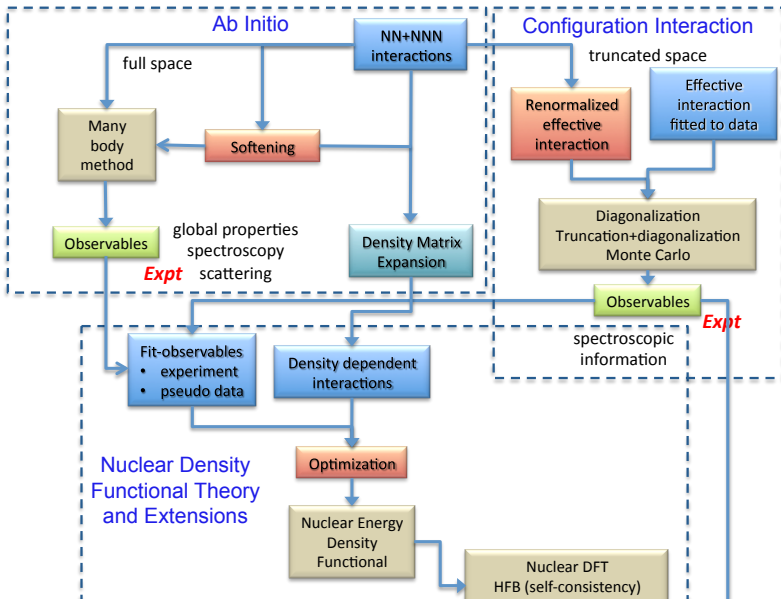 Ab Initio
NN+NNN
interactions
full space
Many
body
method
Softening
Observables
global properties
spectroscopy
scattering
Expt
Density Matrix
Expansion
Configuration Interaction
truncated space
Renormalized
effective
interaction
Effective
interaction
fitted to data
Diagonalization
Truncation+diagonalization
Monte Carlo
Observables
Expt
spectroscopic
information
Fit-observables
• experiment
• pseudo data
Density dependent
interactions
Nuclear Density
Functional Theory
and Extensions
Optimization
Nuclear Energy
Density
Functional
Nuclear DFT
HFB (self-consistency)